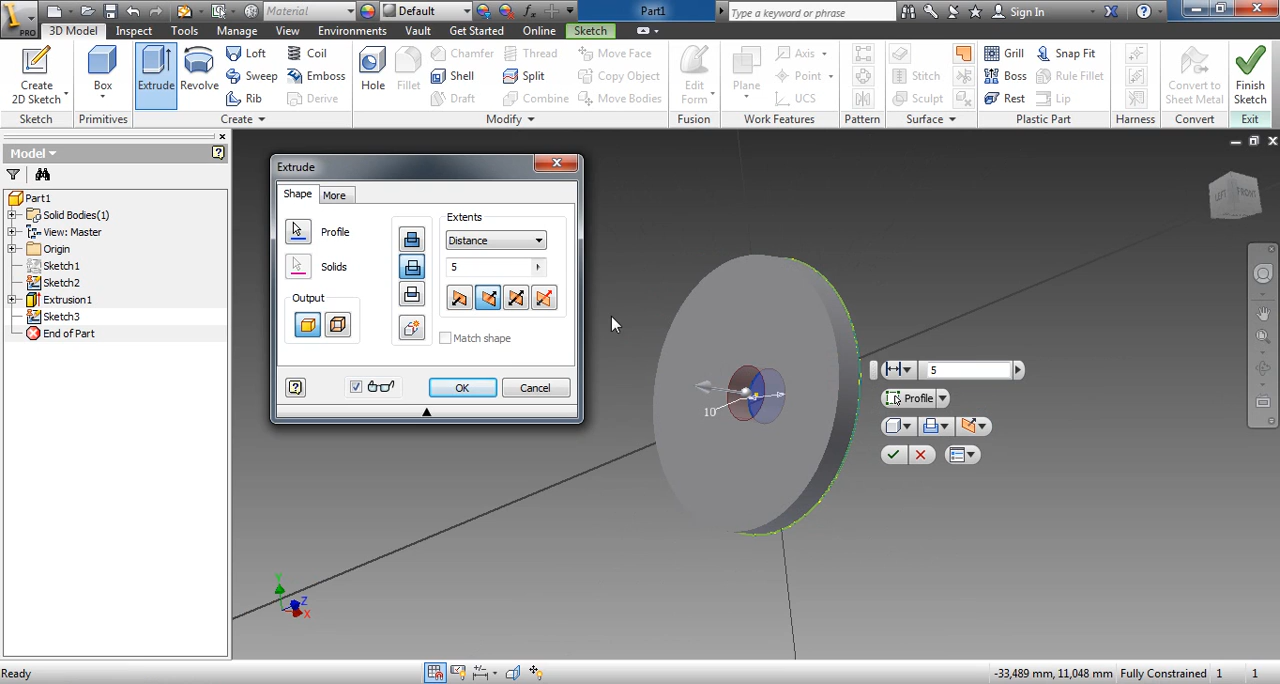 PRO
Material
Default
Part1
Type a keyword or phrase
Sign In
3D Model Inspect Tools Manage View Environments Vault Get Started Online Sketch
Create 2D Sketch
Box
Extrude
Revolve
Loft
Sweep
Rib
Coil
Emboss
Derive
Hole
Fillet
Chamfer
Shell
Draft
Thread
Split
Combine
Move Face
Copy Object
Move Bodies
Edit Form
Plane
Axis
Point
UCS
Stitch
Sculpt
Grill
Boss
Rest
Snap Fit
Rule Fillet
Lip
Convert to Sheet Metal
Finish Sketch
Sketch Primitives Create Modify Fusion Work Features Pattern Surface Plastic Part Harness Convert Exit
Model
Part1
Solid Bodies(1)
View: Master
Origin
Sketch1
Sketch2
Extrusion1
Sketch3
End of Part
Extrude
Shape More
Profile
Solids
Output
Extents
Distance
5
Match shape
OK Cancel
LEFT FRONT
10
5
Profile
Y
Z
X
Ready
-33,489 mm, 11,048 mm Fully Constrained 1 1